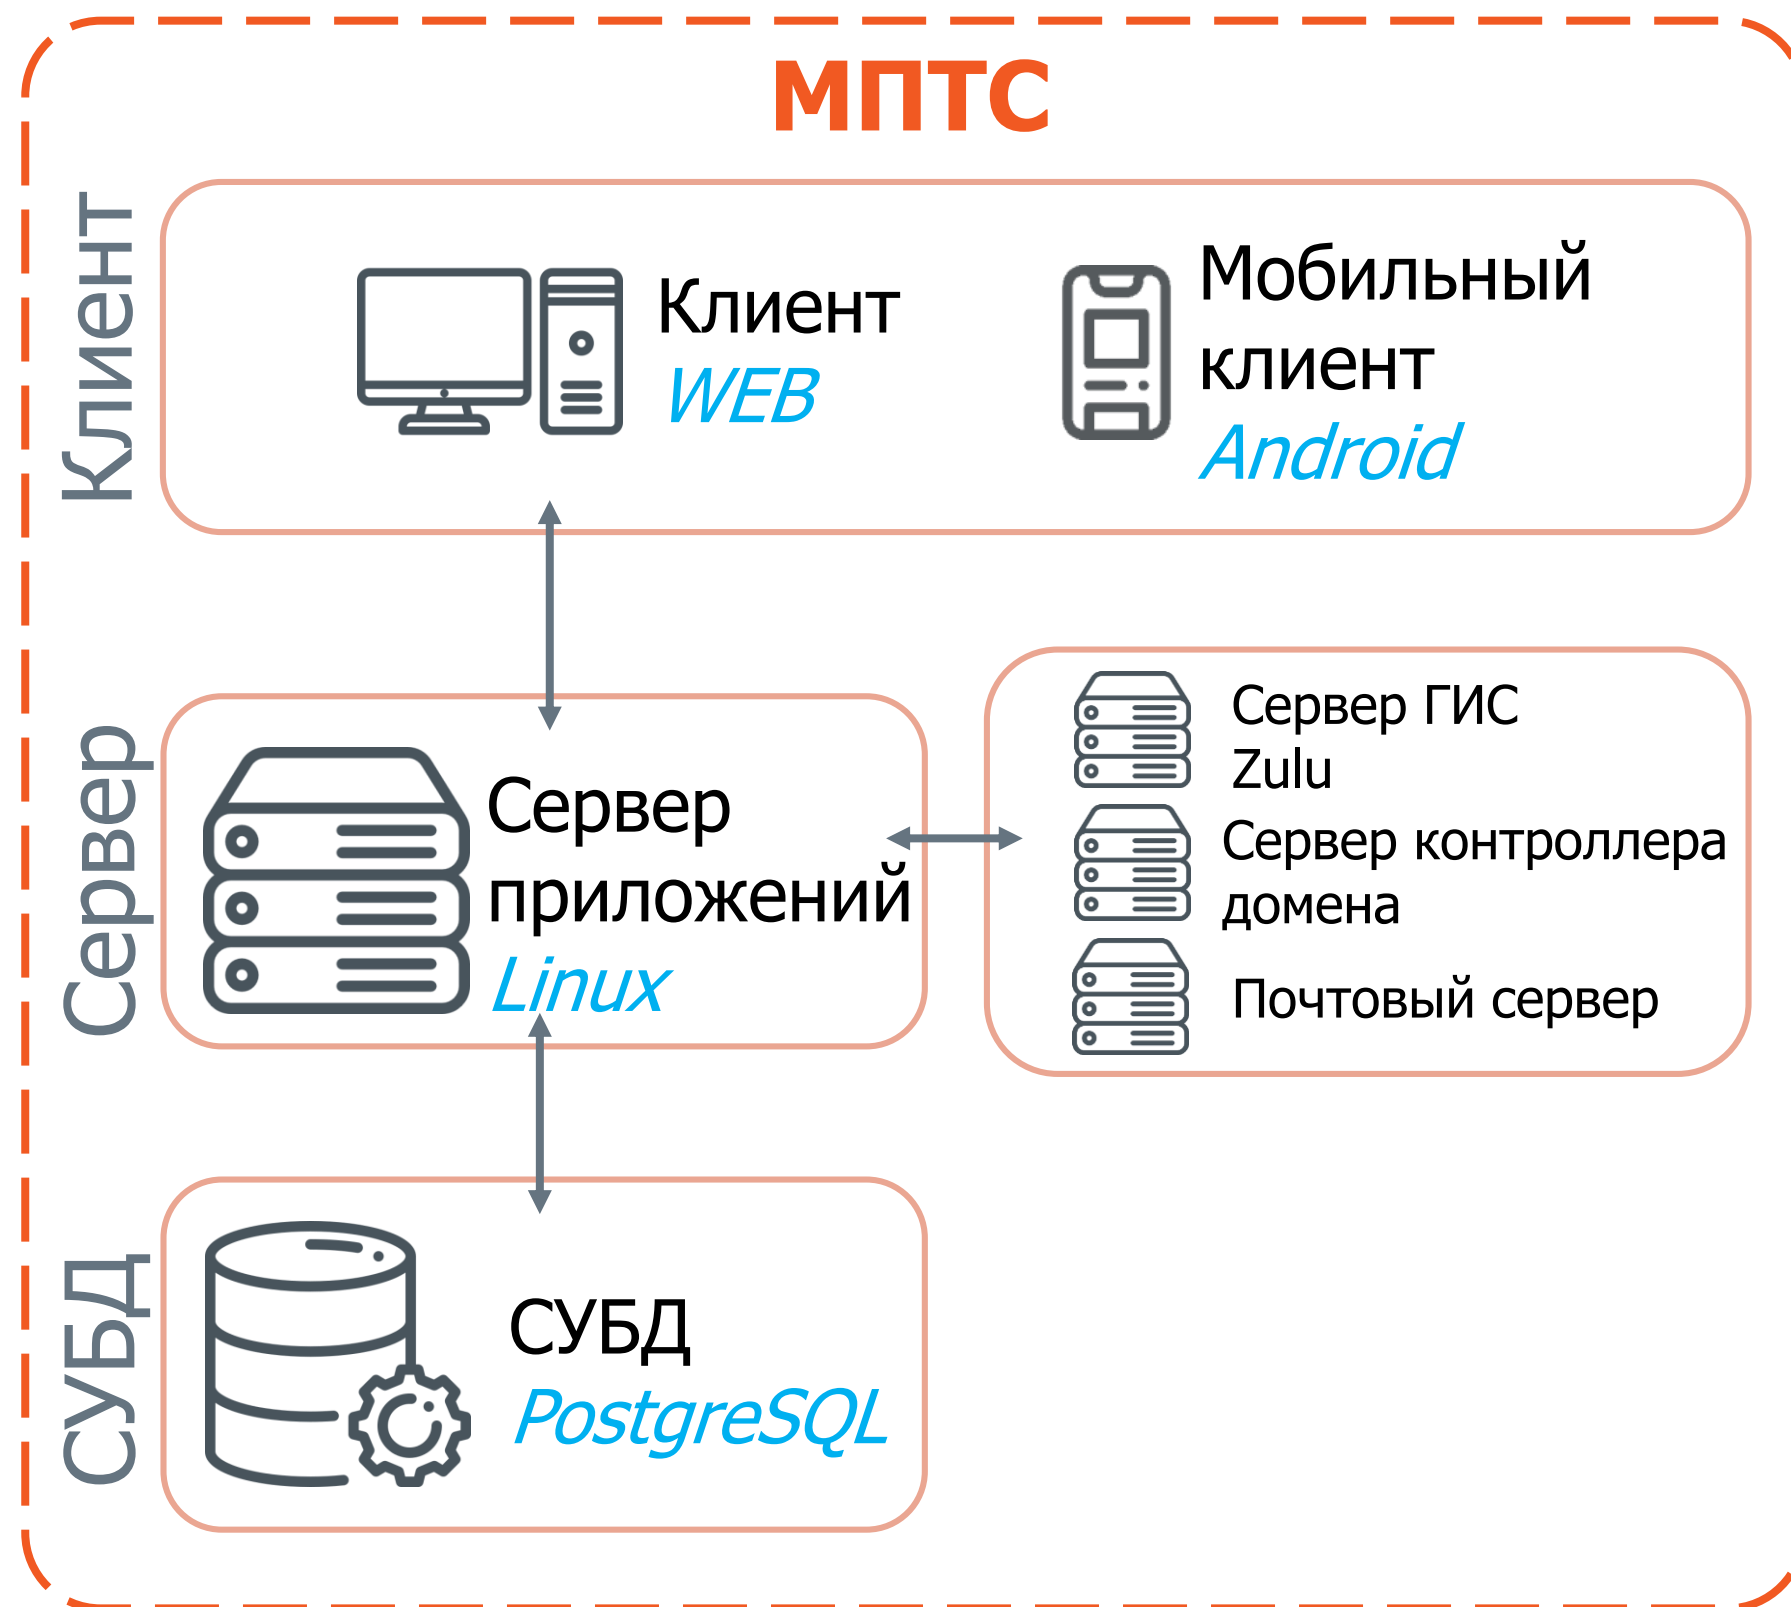 МПТС
Клиент
Клиент
WEB
Мобильный
клиент
Android
Сервер
Сервер
приложений
Linux
Сервер ГИС
Zulu
Сервер контроллера
домена
Почтовый сервер
СУБД
СУБД
PostgreSQL